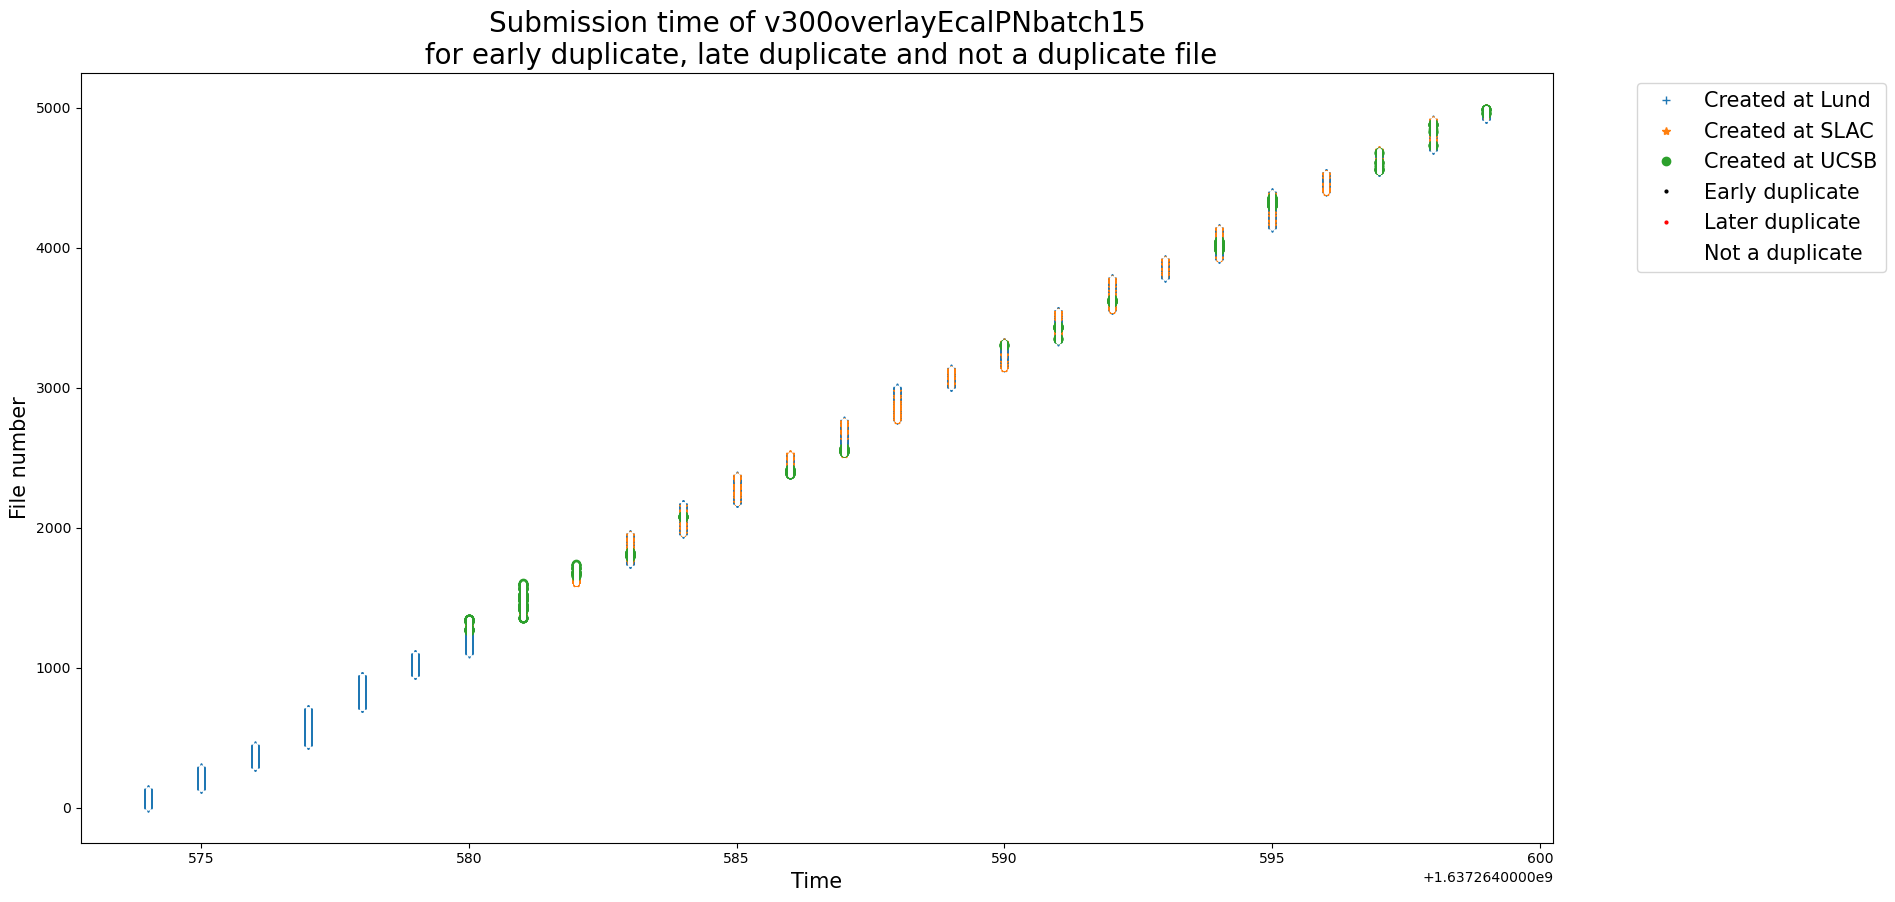 Submission time of v300overlayEcalPNbatch15
for early duplicate, late duplicate and not a duplicate file
Created at Lund
Created at SLAC
Created at UCSB
Early duplicate
Later duplicate
Not a duplicate
File number
5000
4000
3000
2000
1000
0
575
580
585
590
595
600
Time
+1.6372640000e9